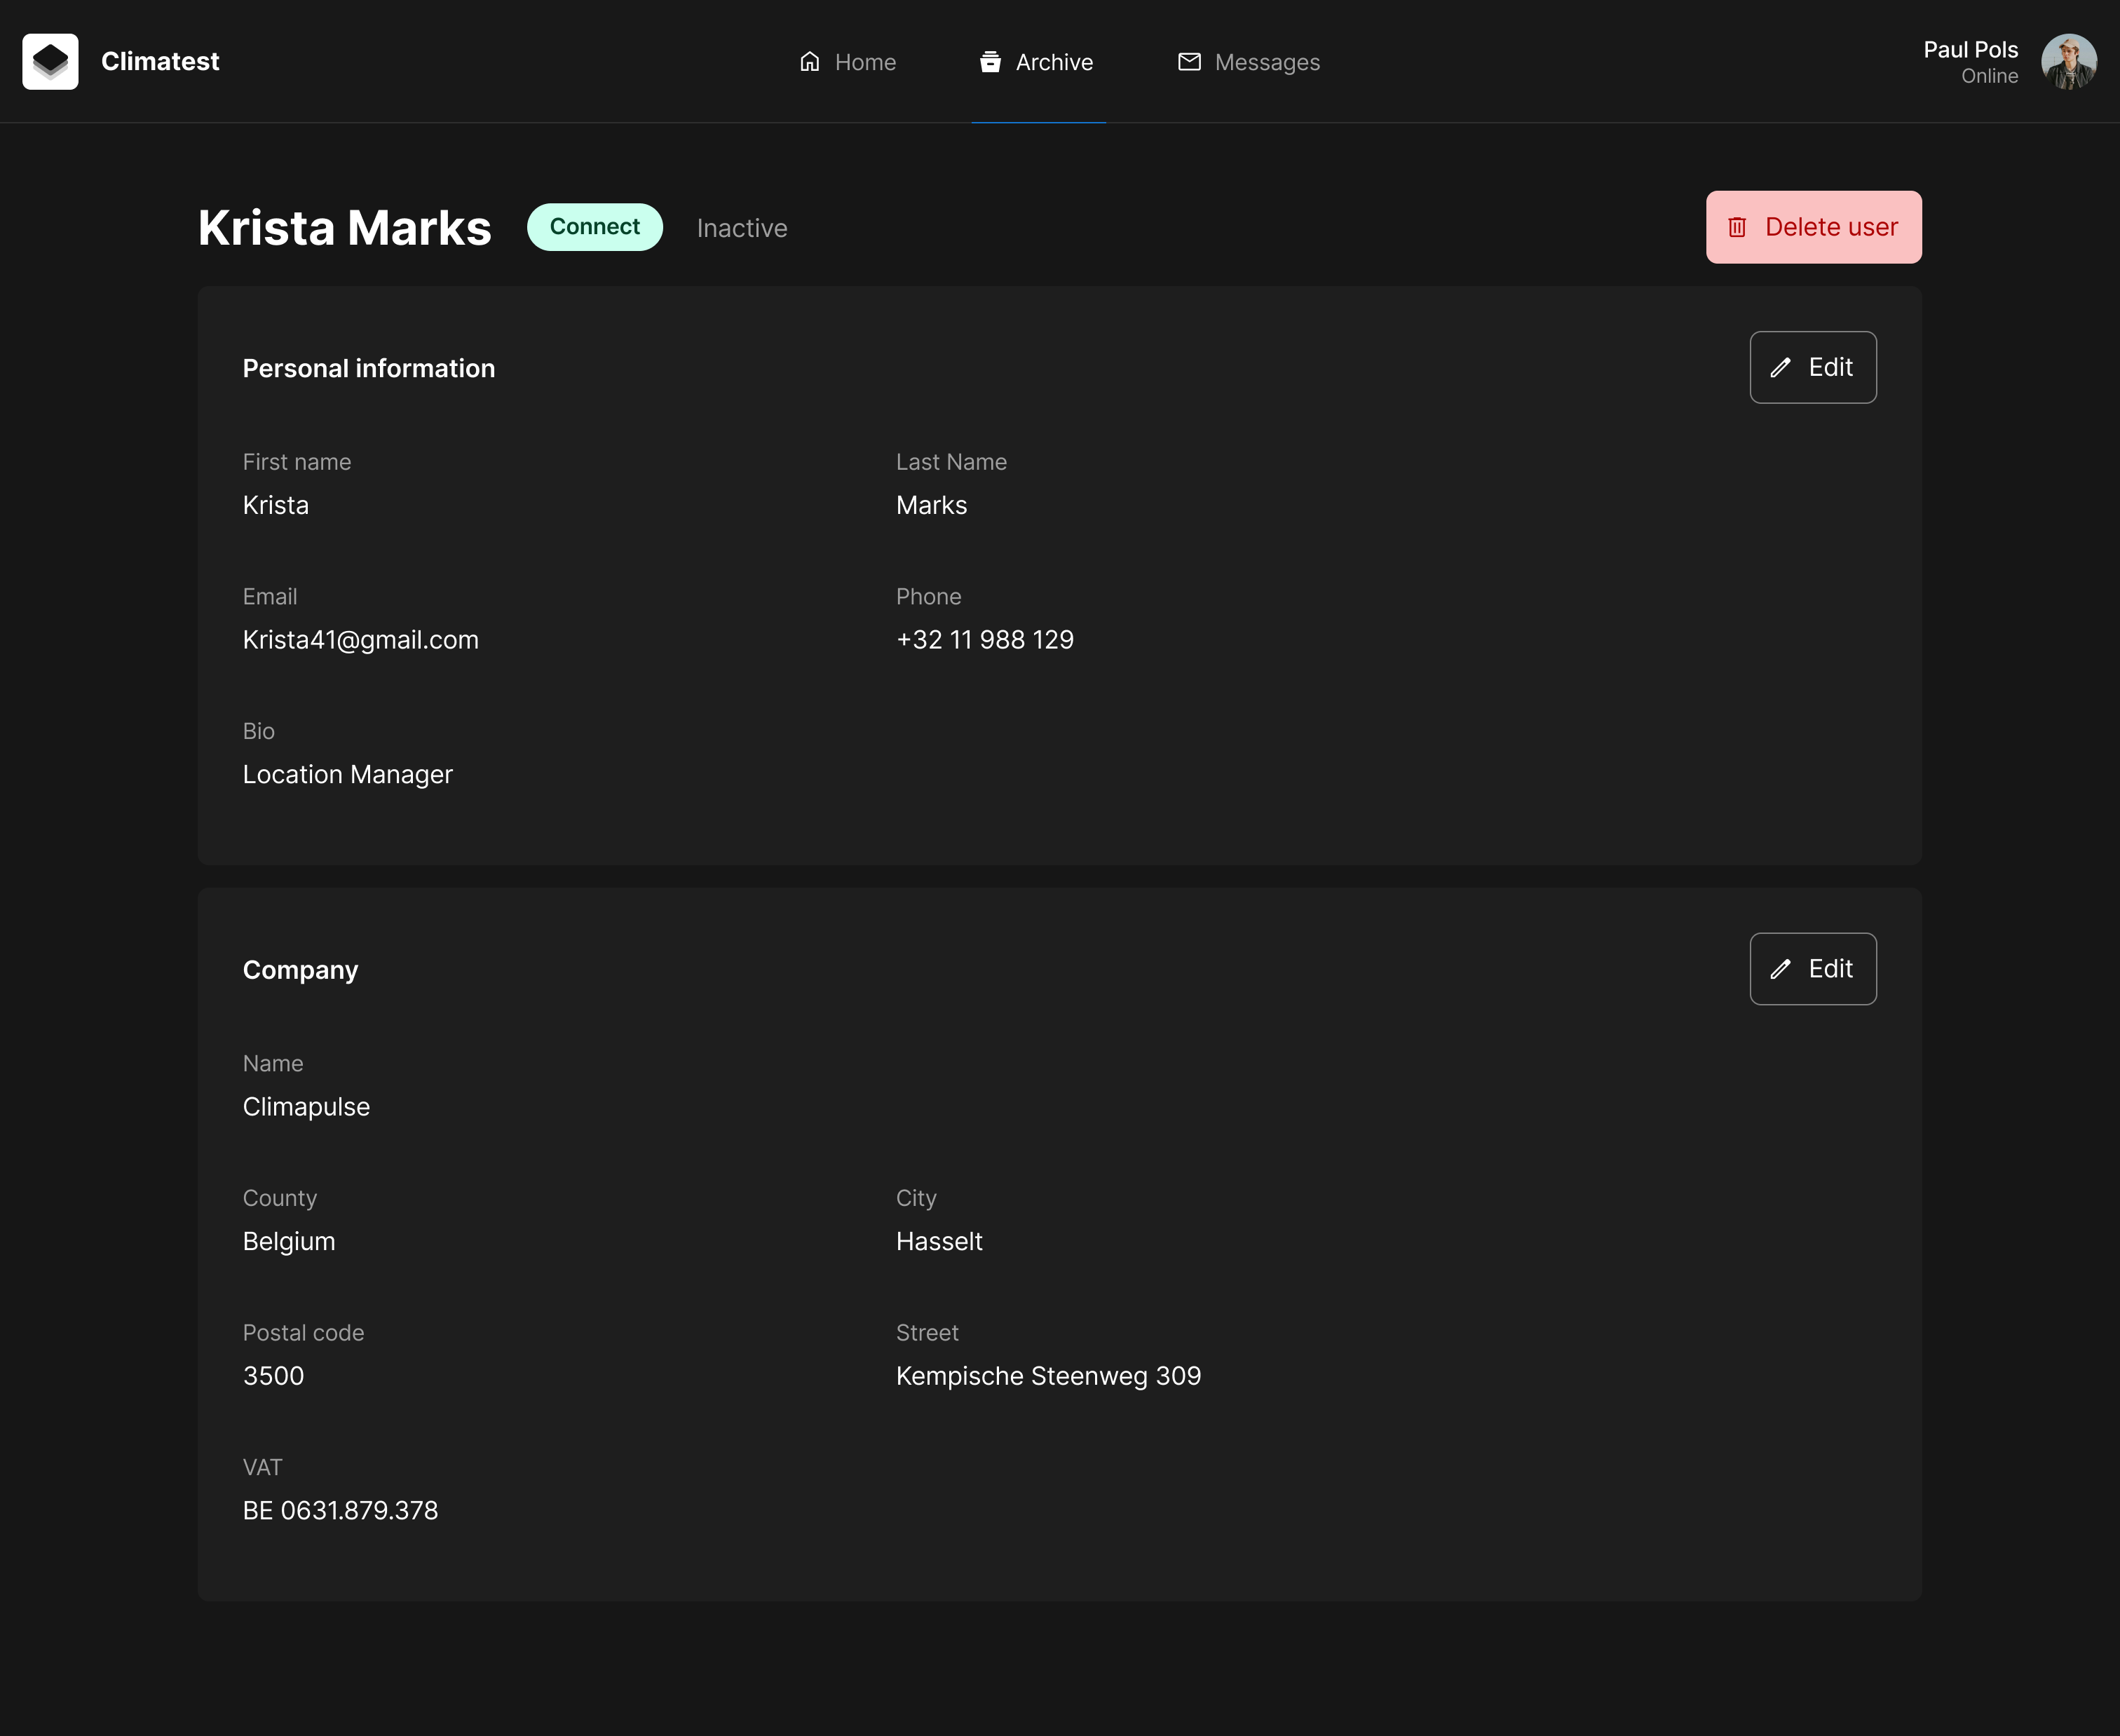 Climatest
Home
Archive
Messages
Paul Pols
Online
Krista Marks
Connect
Inactive
Delete user
Personal information
Edit
First name
Last Name
Krista
Marks
Email
Phone
Krista41@gmail.com
+32 11 988 129
Bio
Location Manager
Company
Edit
Name
Climapulse
County
City
Belgium
Hasselt
Postal code
Street
3500
Kempische Steenweg 309
VAT
BE 0631.879.378